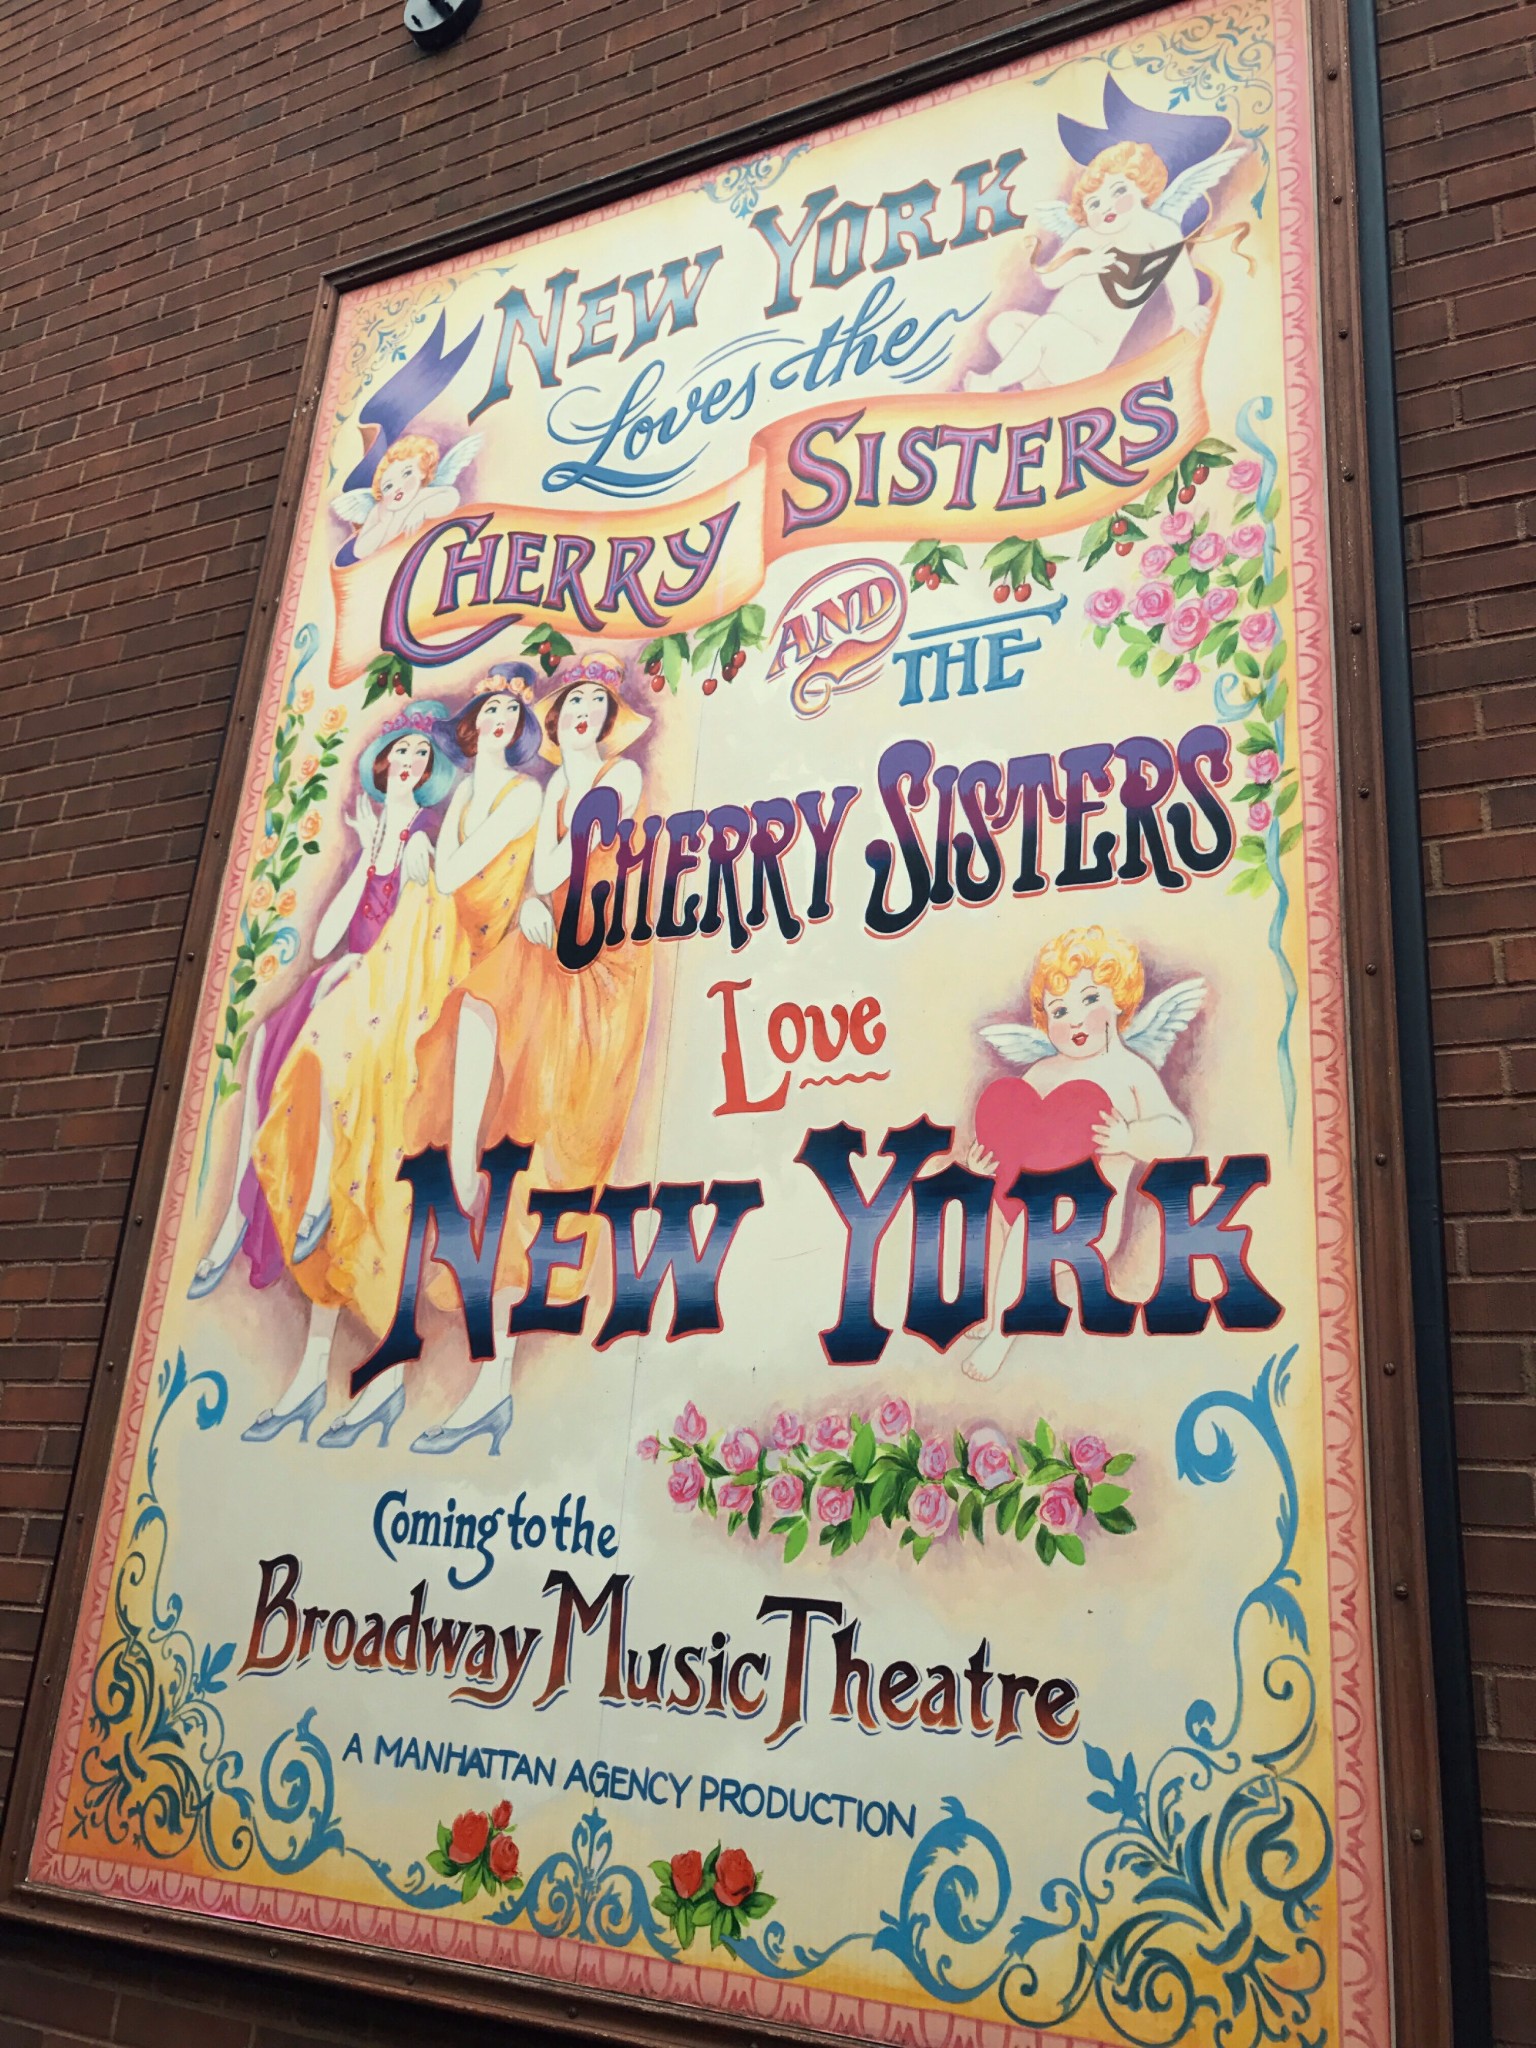 New York
Loves the
Cherry Sisters
and the
Cherry Sisters
Love
New York
Coming to the
Broadway Music Theatre
A MANHATTAN AGENCY PRODUCTION